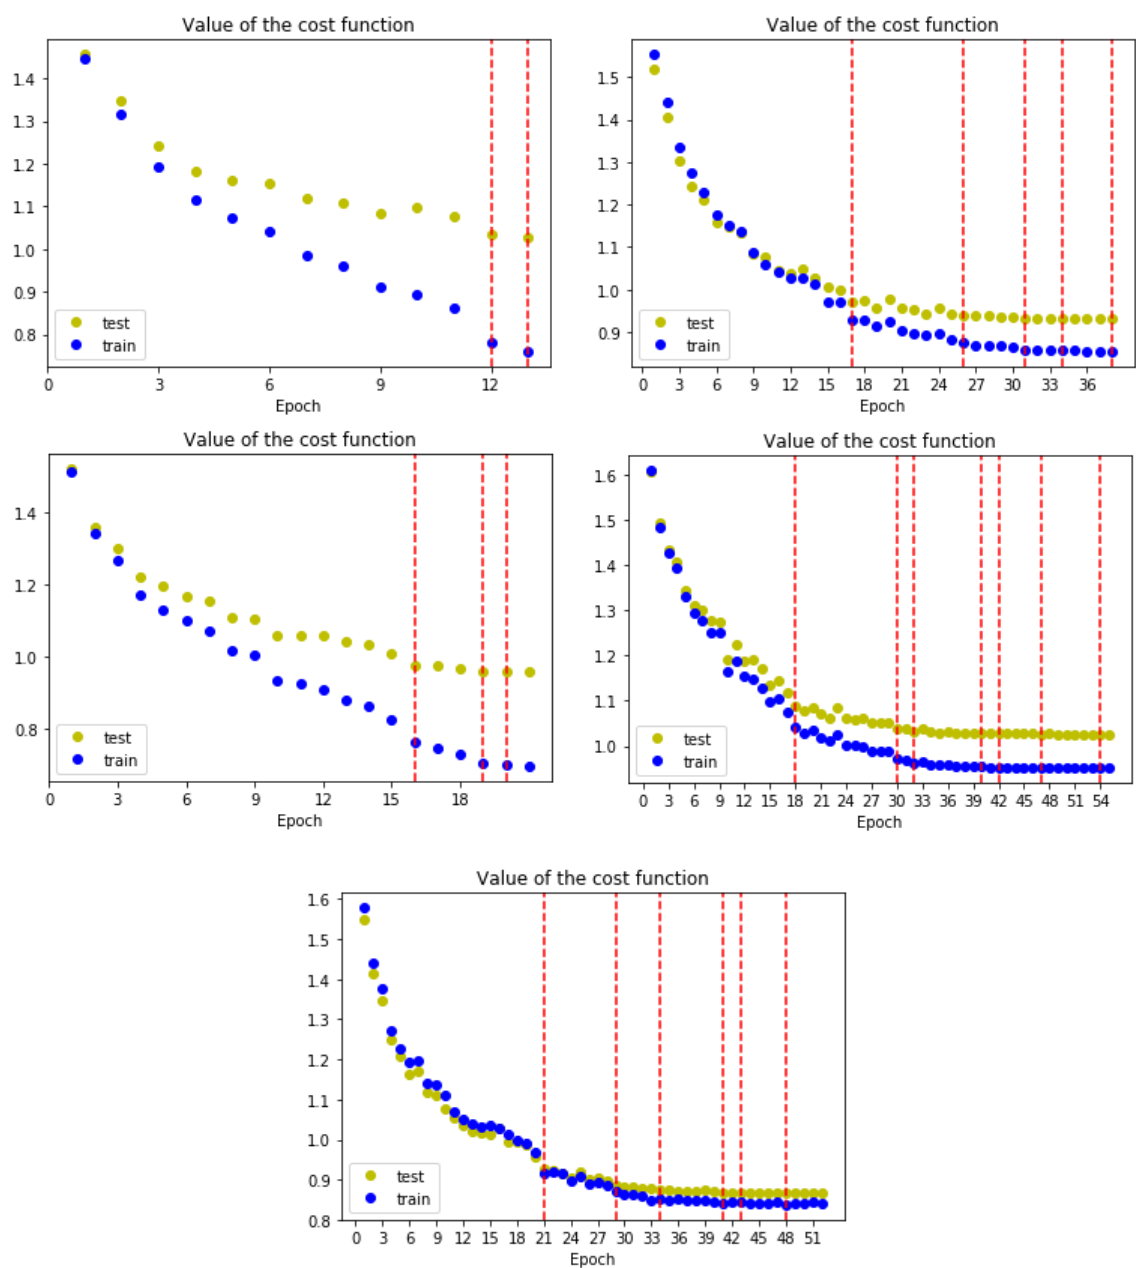 Value of the cost function
1.4
1.3
1.2
1.1
1.0
0.9
0.8
test
train
0 3 6 9 12
Epoch
Value of the cost function
1.5
1.4
1.3
1.2
1.1
1.0
0.9
test
train
0 3 6 9 12 15 18 21 24 27 30 33 36
Epoch
Value of the cost function
1.4
1.2
1.0
0.8
test
train
0 3 6 9 12 15 18
Epoch
Value of the cost function
1.6
1.5
1.4
1.3
1.2
1.1
1.0
test
train
0 3 6 9 12 15 18 21 24 27 30 33 36 39 42 45 48 51 54
Epoch
Value of the cost function
1.6
1.5
1.4
1.3
1.2
1.1
1.0
0.9
0.8
test
train
0 3 6 9 12 15 18 21 24 27 30 33 36 39 42 45 48 51
Epoch